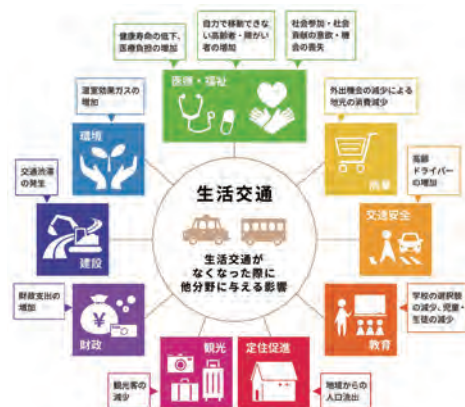 健康寿命の低下、
医療負担の増加
自力で移動できな
い高齢者・障がい
者の増加
社会参加・社会
貢献の意欲・機
会の喪失
医療・福祉
温室効果ガスの
増加
環境
外出機会の減少による
地元の消費減少
商業
交通渋滞
の発生
建設
高齢
ドライバー
の増加
交通安全
生活交通
生活交通が
なくなった際に
他分野に与える影響
財政支出の
増加
財政
学校の選択肢
の減少、児童・
生徒の減少
教育
観光客の
減少
観光
定住促進
地域からの
人口流出